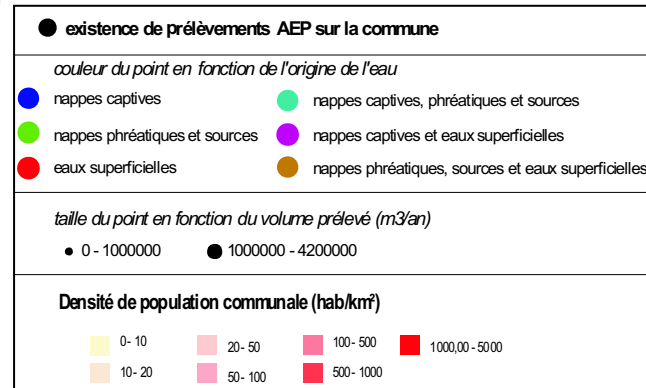 existence de prélèvements AEP sur la commune
couleur du point en fonction de l'origine de l'eau
nappes captives
nappes captives, phréatiques et sources
nappes phréatiques et sources
nappes captives et eaux superficielles
eaux superficielles
nappes phréatiques, sources et eaux superficielles
taille du point en fonction du volume prélevé (m3/an)
0 - 1000000
1000000 - 4200000
Densité de population communale (hab/km²)
0- 10
20- 50
100- 500
1000,00 - 5000
10- 20
50- 100
500- 1000